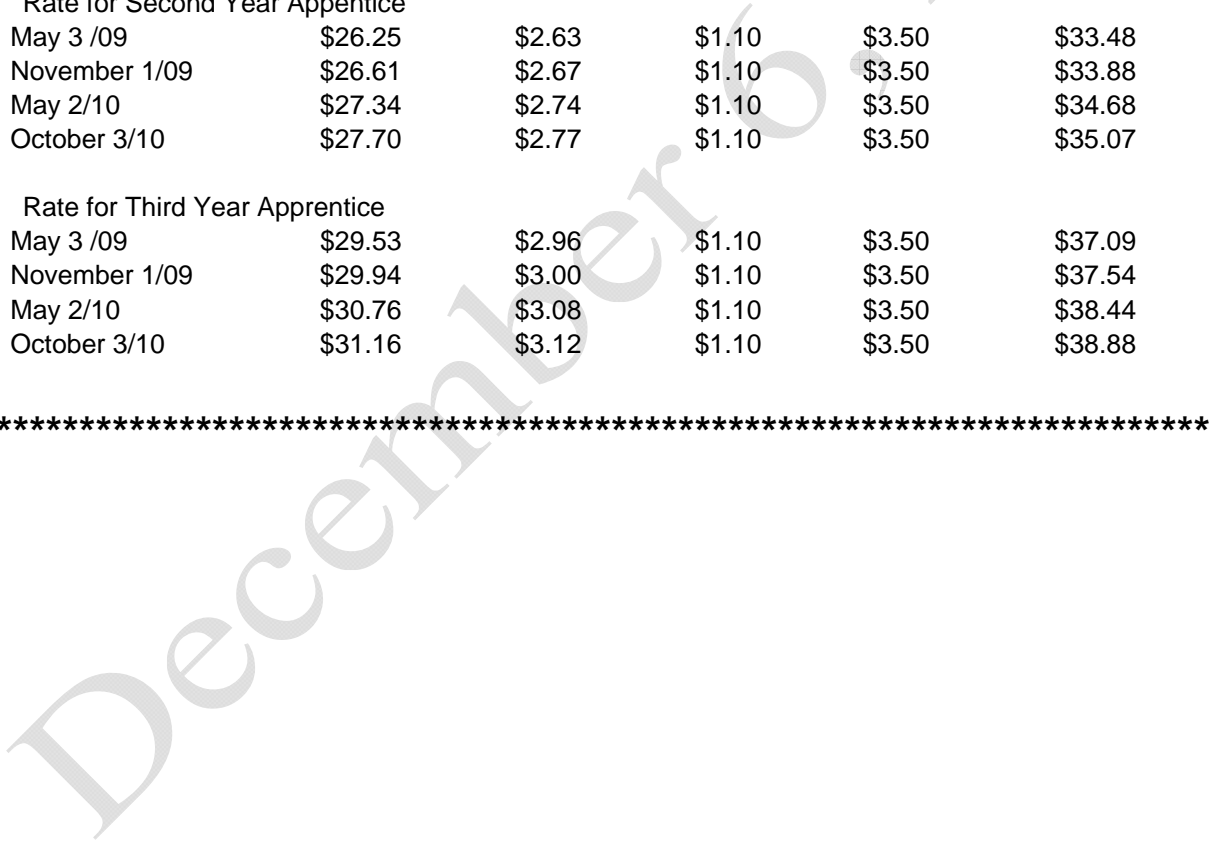 Rate for Second Year Appentice
May 3 /09 $26.25 $2.63 $1.10 $3.50 $33.48
November 1/09 $26.61 $2.67 $1.10 $3.50 $33.88
May 2/10 $27.34 $2.74 $1.10 $3.50 $34.68
October 3/10 $27.70 $2.77 $1.10 $3.50 $35.07
Rate for Third Year Apprentice
May 3 /09 $29.53 $2.96 $1.10 $3.50 $37.09
November 1/09 $29.94 $3.00 $1.10 $3.50 $37.54
May 2/10 $30.76 $3.08 $1.10 $3.50 $38.44
October 3/10 $31.16 $3.12 $1.10 $3.50 $38.88
**************************************************************************
December 6,